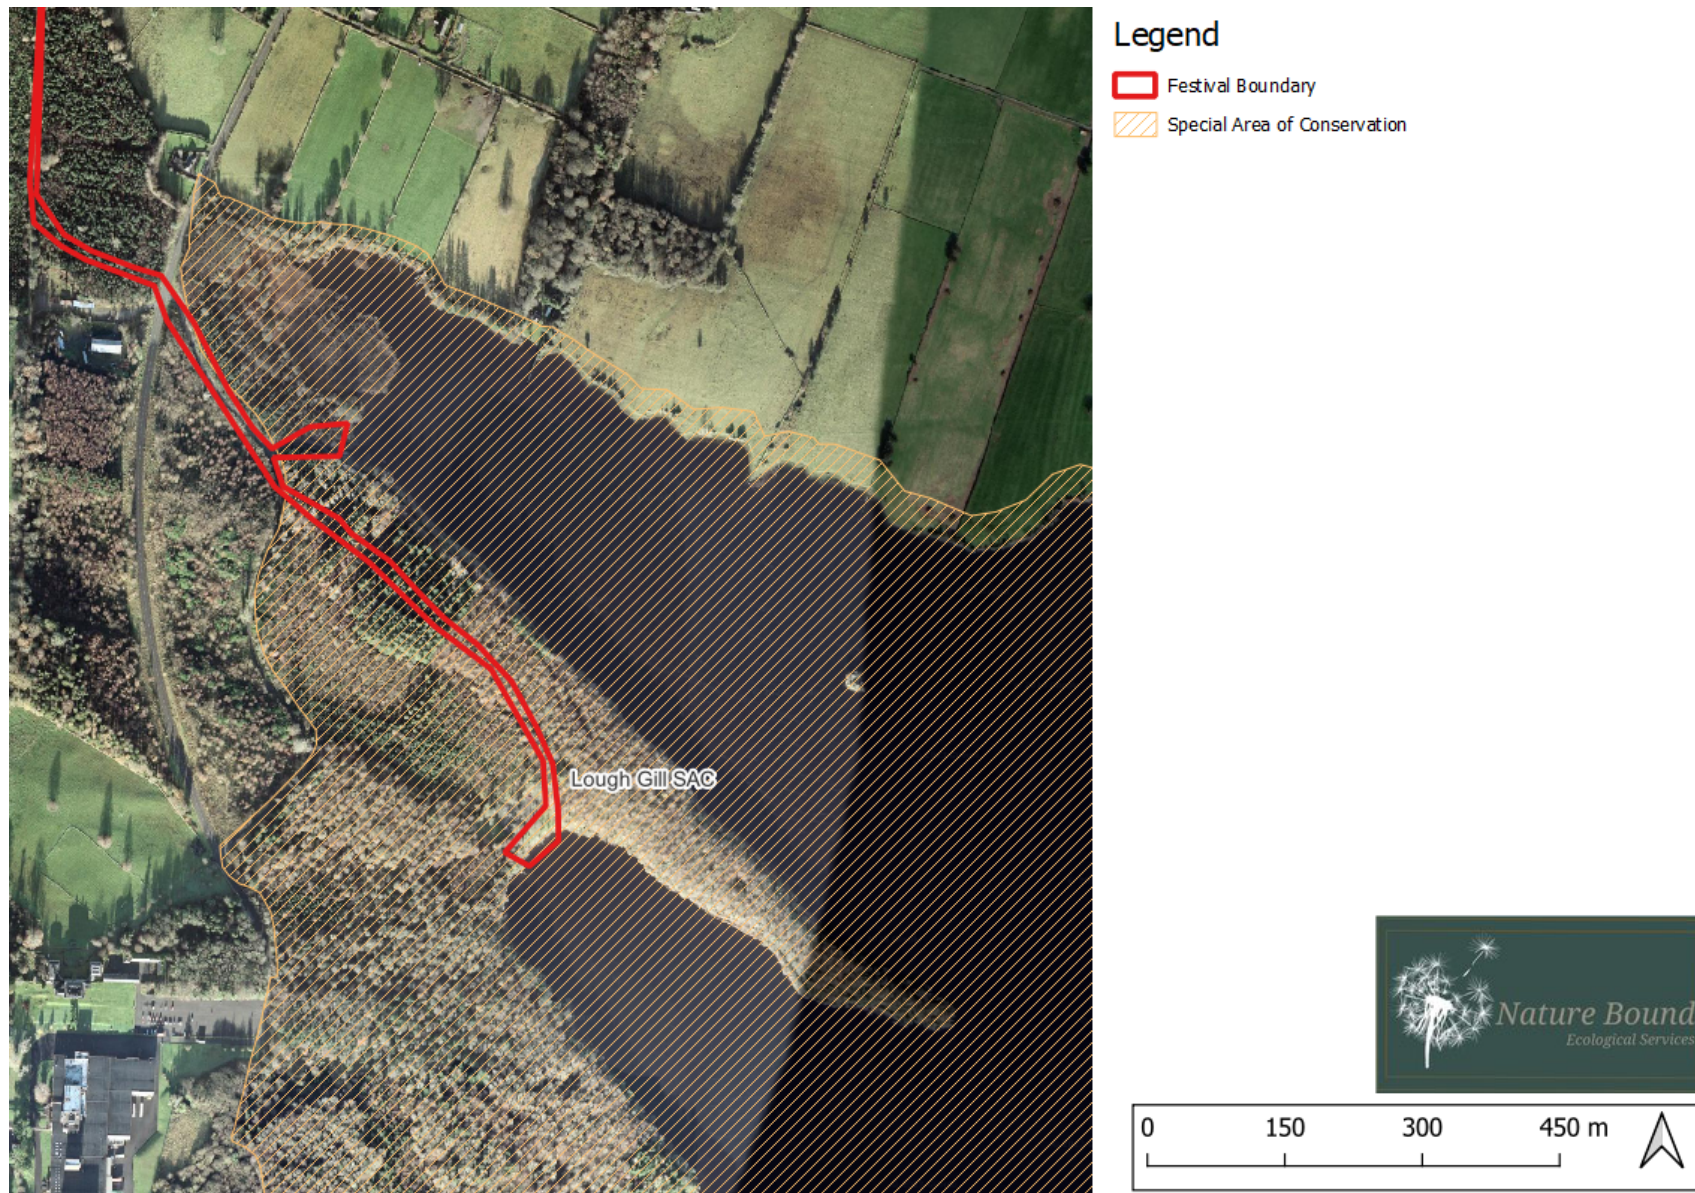 Legend
Festival Boundary
Special Area of Conservation
Lough Gill SAC
Nature Bound
Ecological Services
0 150 300 450 m